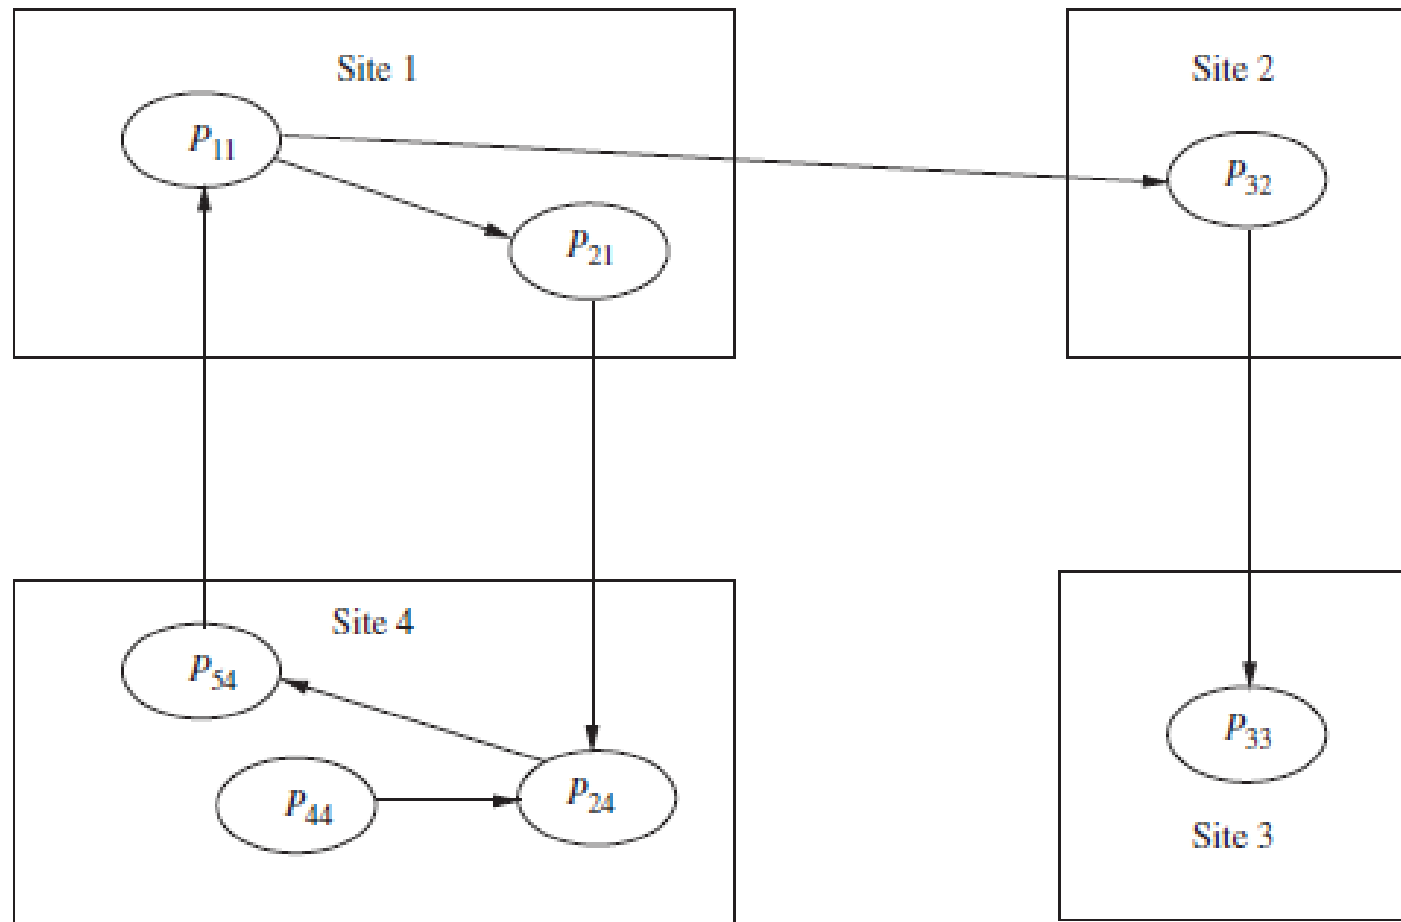 Site 1
Site 2
P₁₁
P₃₂
P₂₁
Site 4
P₅₄
P₃₃
P₄₄
P₂₄
Site 3